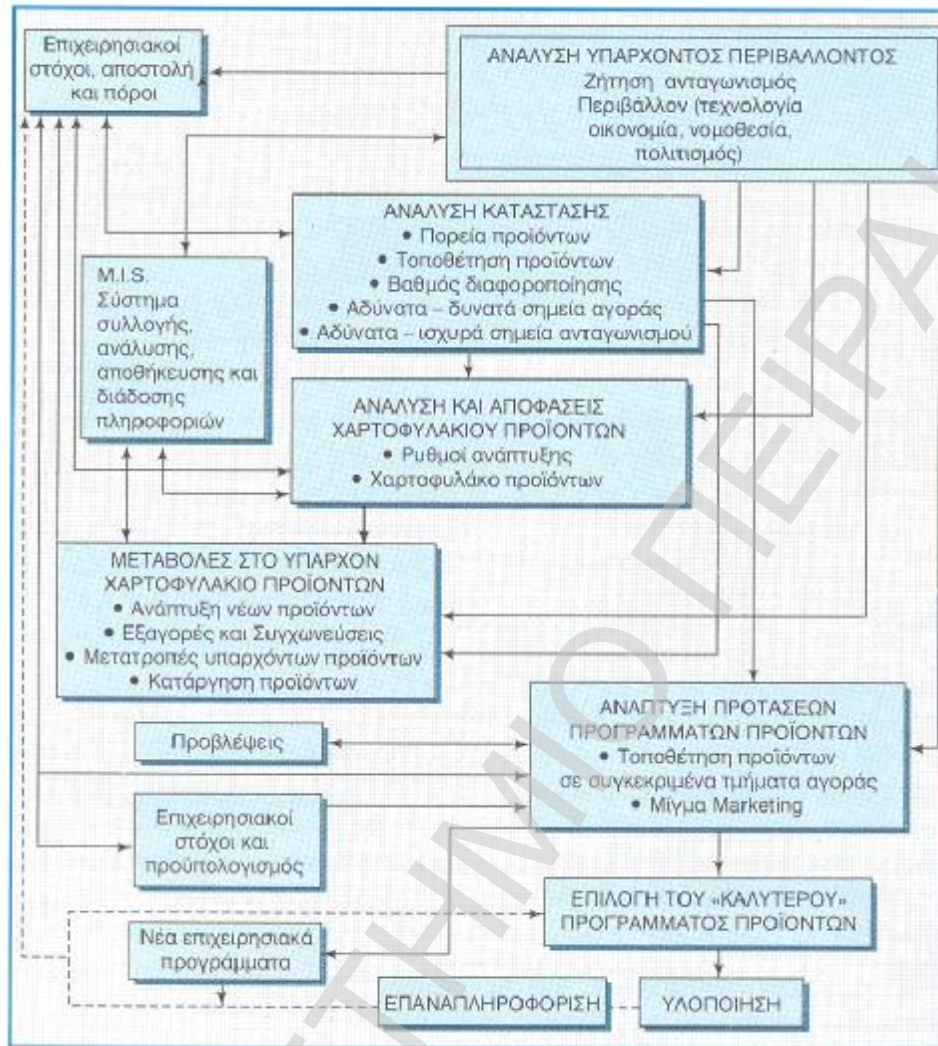 Επιχειρησιακοί
στόχοι, αποστολή
και πόροι
ΑΝΑΛΥΣΗ ΥΠΑΡΧΟΝΤΟΣ ΠΕΡΙΒΑΛΛΟΝΤΟΣ
Ζήτηση ανταγωνισμός
Περιβάλλον (τεχνολογία
οικονομία, νομοθεσία,
πολιτισμός)
ΑΝΑΛΥΣΗ ΚΑΤΑΣΤΑΣΗΣ
• Πορεία προϊόντων
• Τοποθέτηση προϊόντων
• Βαθμός διαφοροποίησης
• Αδύνατα – δυνατά σημεία αγοράς
• Αδύνατα – ισχυρά σημεία ανταγωνισμού
M.I.S.
Σύστημα
συλλογής,
ανάλυσης,
αποθήκευσης και
διάδοσης
πληροφοριών
ΑΝΑΛΥΣΗ ΚΑΙ ΑΠΟΦΑΣΕΙΣ
ΧΑΡΤΟΦΥΛΑΚΙΟΥ ΠΡΟΪΟΝΤΩΝ
• Ρυθμοί ανάπτυξης
• Χαρτοφυλάκο προϊόντων
ΜΕΤΑΒΟΛΕΣ ΣΤΟ ΥΠΑΡΧΟΝ
ΧΑΡΤΟΦΥΛΑΚΙΟ ΠΡΟΪΟΝΤΩΝ
• Ανάπτυξη νέων προϊόντων
• Εξαγορές και Συγχωνεύσεις
• Μετατροπές υπαρχόντων προϊόντων
• Κατάργηση προϊόντων
ΑΝΑΠΤΥΞΗ ΠΡΟΤΑΣΕΩΝ
ΠΡΟΓΡΑΜΜΑΤΩΝ ΠΡΟΪΟΝΤΩΝ
• Τοποθέτηση προϊόντων
σε συγκεκριμένα τμήματα αγοράς
• Μίγμα Marketing
Προβλέψεις
Επιχειρησιακοί
στόχοι και
προϋπολογισμός
ΕΠΙΛΟΓΗ ΤΟΥ «ΚΑΛΥΤΕΡΟΥ»
ΠΡΟΓΡΑΜΜΑΤΟΣ ΠΡΟΪΟΝΤΩΝ
Νέα επιχειρησιακά
προγράμματα
ΕΠΑΝΑΠΛΗΡΟΦΟΡΙΣΗ
ΥΛΟΠΟΙΗΣΗ